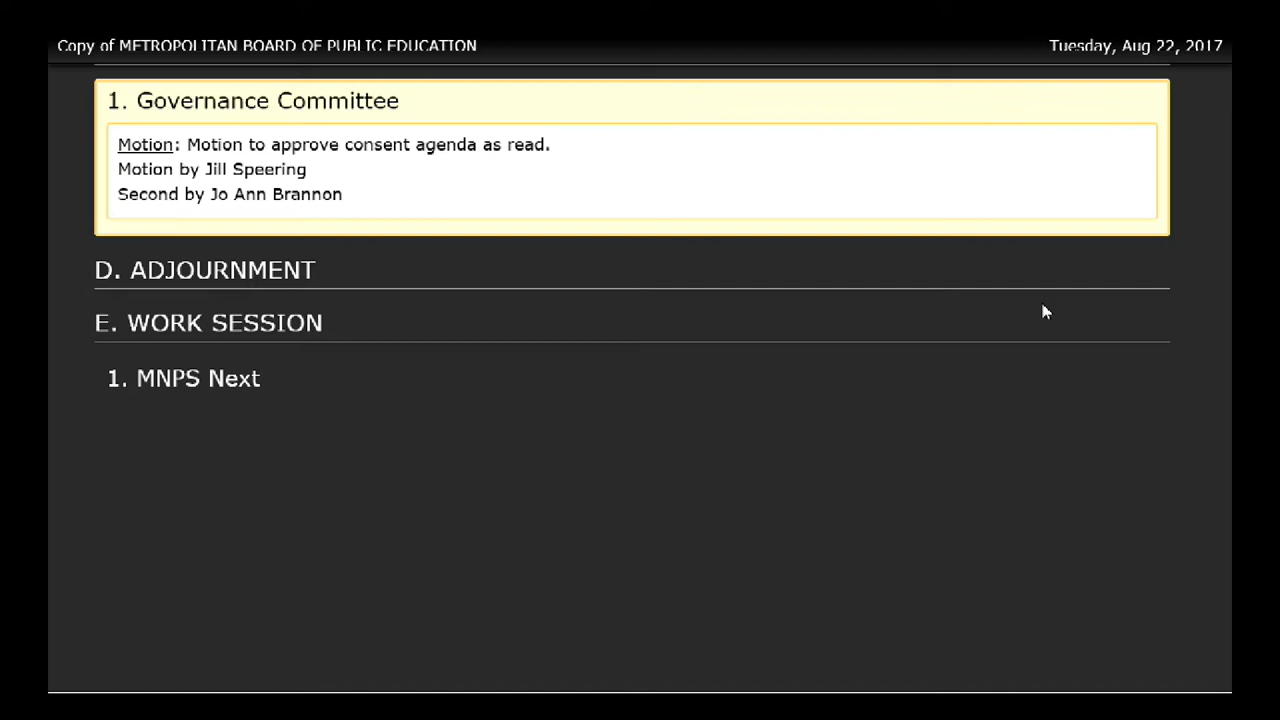 Copy of METROPOLITAN BOARD OF PUBLIC EDUCATION
Tuesday, Aug 22, 2017
1. Governance Committee
Motion: Motion to approve consent agenda as read.
Motion by Jill Speering
Second by Jo Ann Brannon
D. ADJOURNMENT
E. WORK SESSION
1. MNPS Next